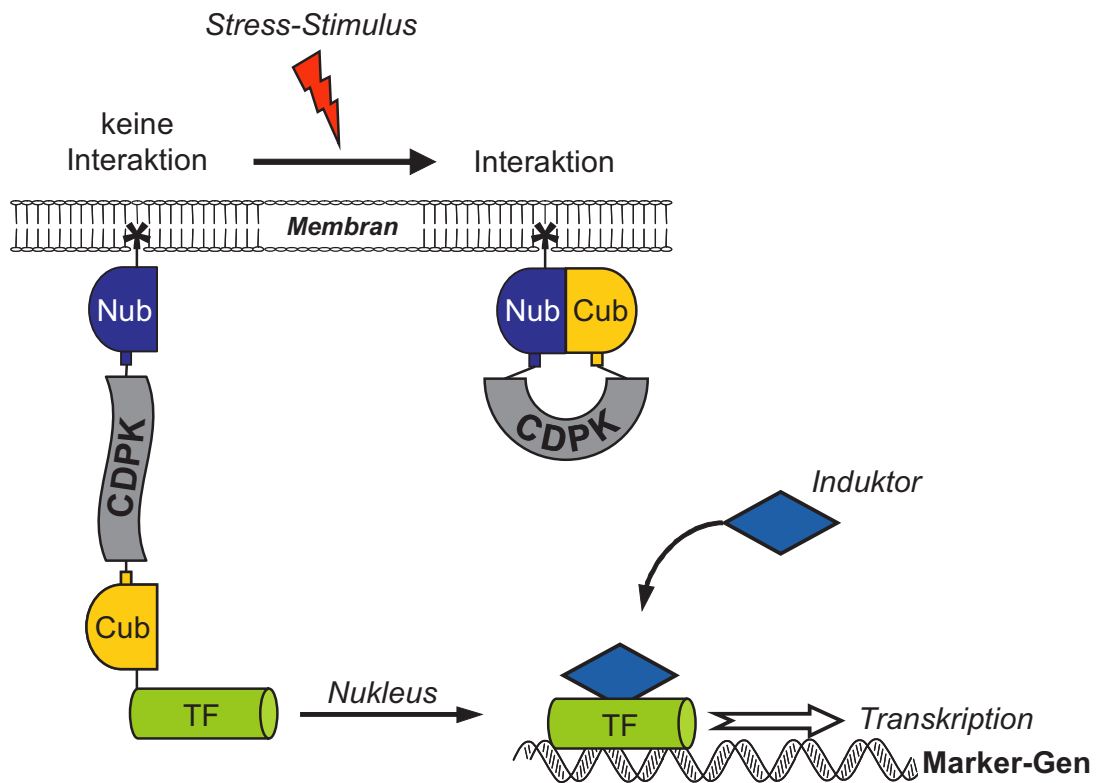 Stress-Stimulus
keine
Interaktion
Interaktion
Membran
Nub
Nub
Cub
CDPK
CDPK
Induktor
Cub
TF
Nukleus
TF
Transkription
Marker-Gen